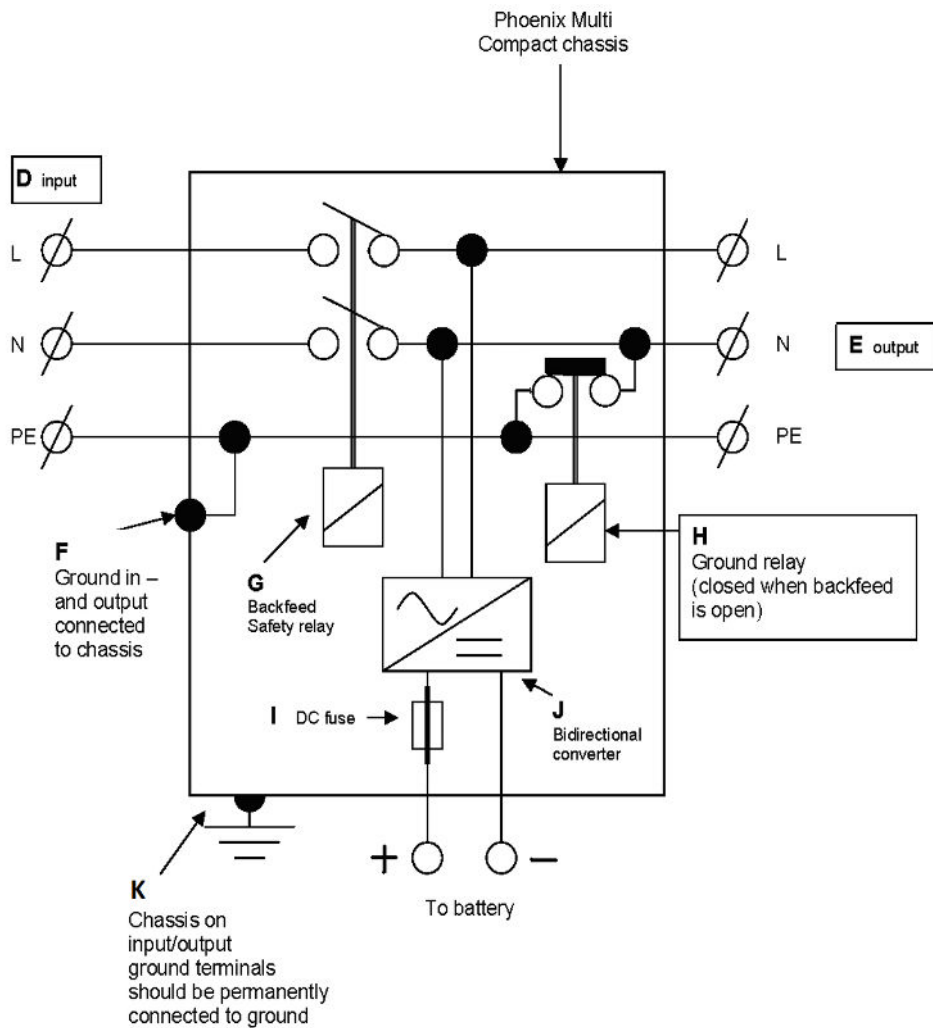 Phoenix Multi
Compact chassis
D input
L
L
N
N
E output
PE
PE
F
Ground in –
and output
connected
to chassis
G
Backfeed
Safety relay
H
Ground relay
(closed when backfeed
is open)
I DC fuse
J
Bidirectional
converter
+
−
To battery
K
Chassis on
input/output
ground terminals
should be permanently
connected to ground